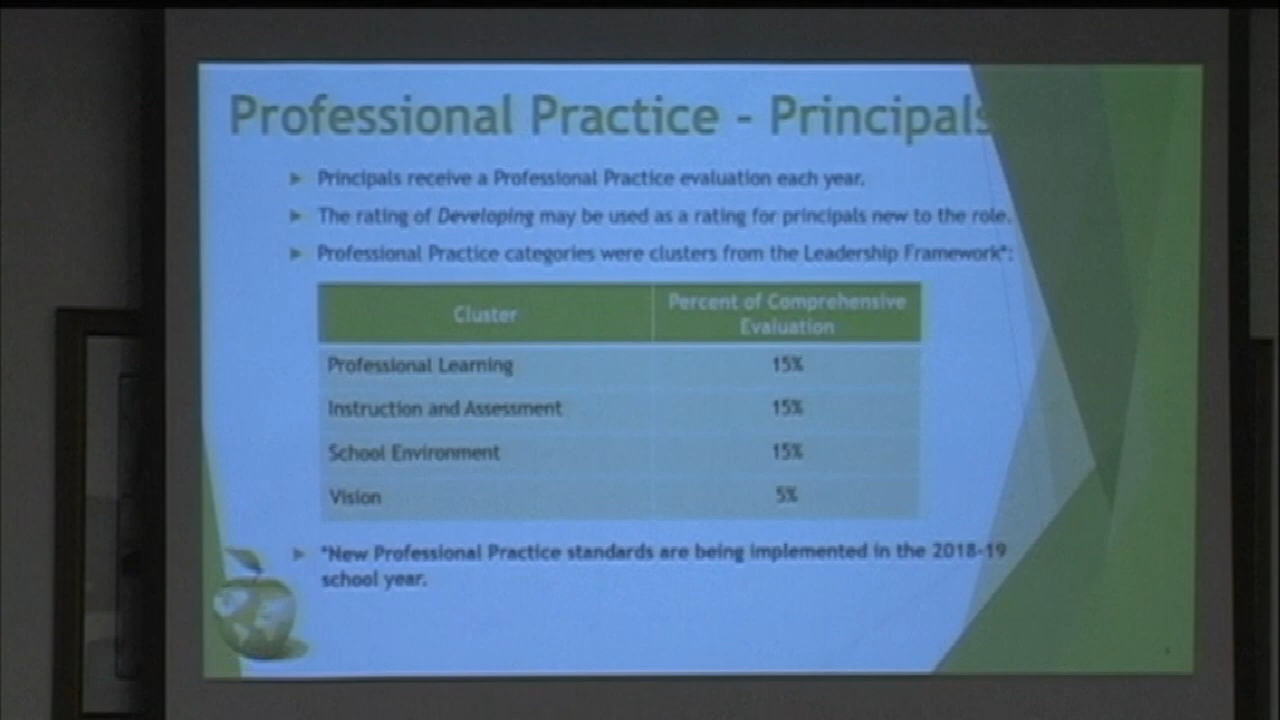 Professional Practice - Principals
Principals receive a Professional Practice evaluation each year.
The rating of Developing may be used as a rating for principals new to the role.
Professional Practice categories were clusters from the Leadership Framework*:
Cluster
Percent of Comprehensive
Evaluation
Professional Learning 15%
Instruction and Assessment 15%
School Environment 15%
Vision 5%
*New Professional Practice standards are being implemented in the 2018-19
school year.